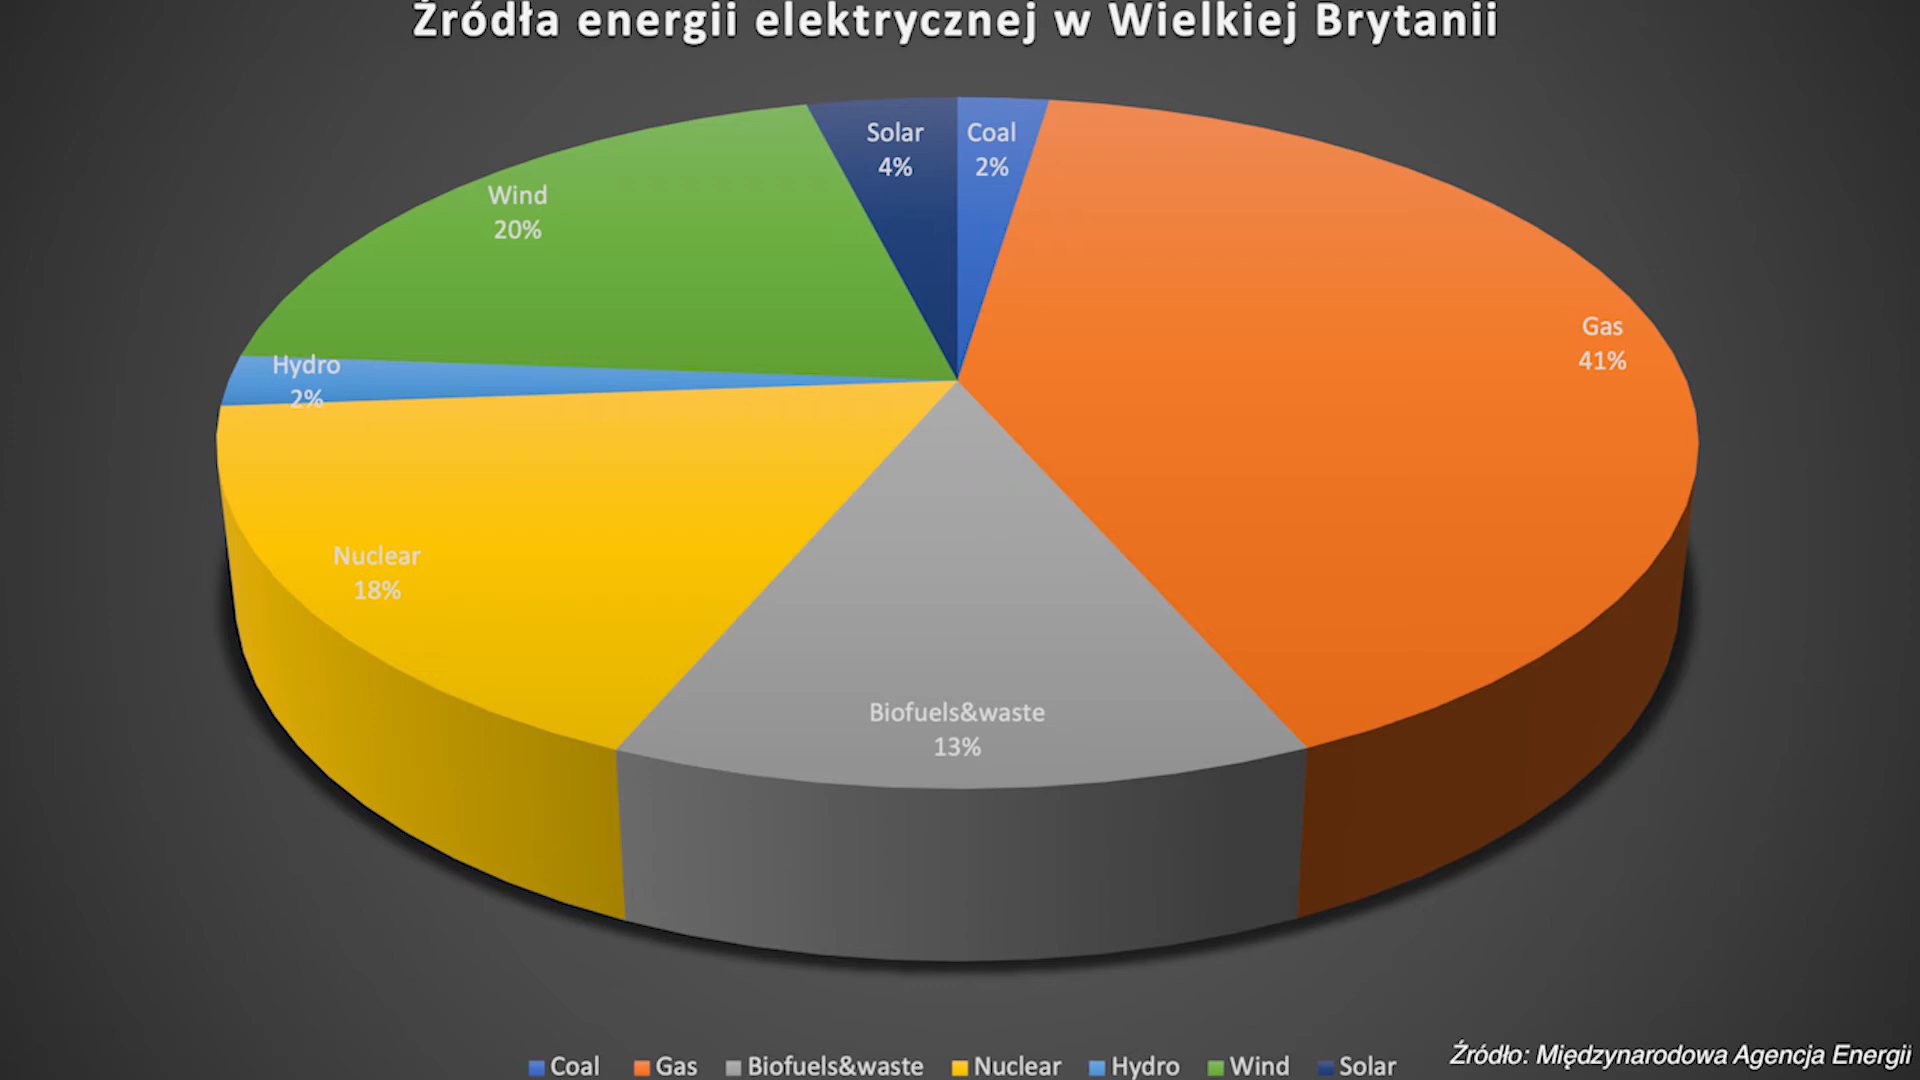 Źródła energii elektrycznej w Wielkiej Brytanii
Solar
4%
Coal
2%
Wind
20%
Gas
41%
Hydro
2%
Nuclear
18%
Biofuels&waste
13%
Coal Gas Biofuels&waste Nuclear Hydro Wind Solar
Źródło: Międzynarodowa Agencja Energii